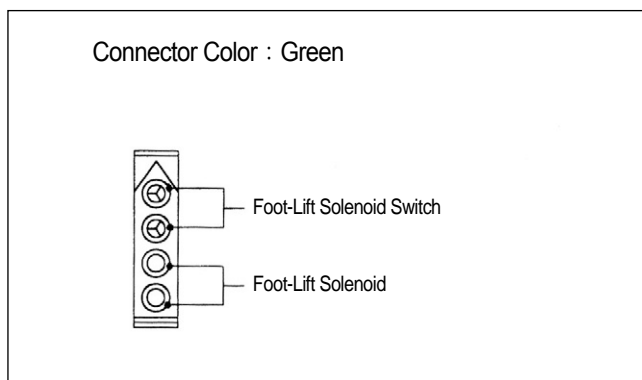 Connector Color : Green
Foot-Lift Solenoid Switch
Foot-Lift Solenoid